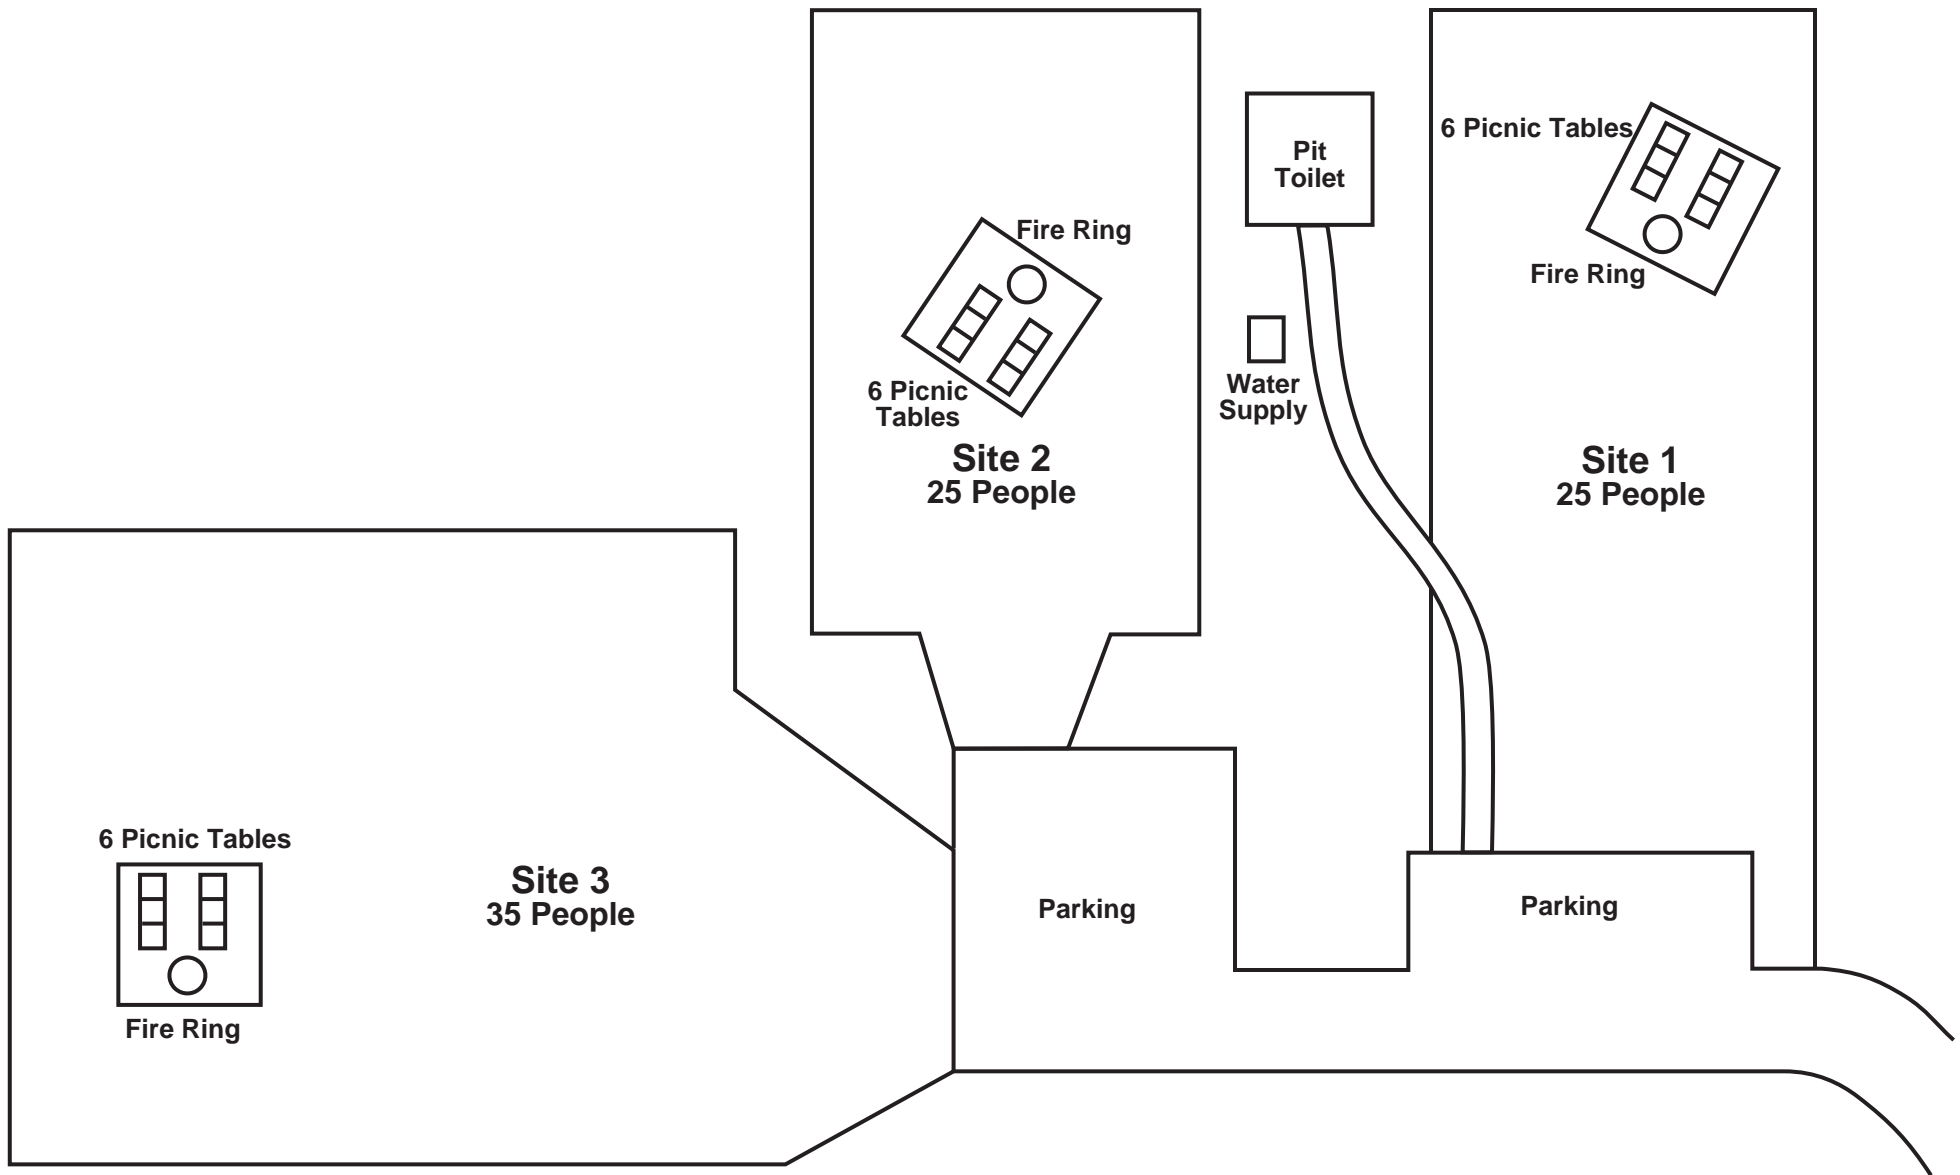 6 Picnic Tables
Pit
Toilet
Fire Ring
Fire Ring
Water
Supply
6 Picnic
Tables
Site 2
25 People
Site 1
25 People
6 Picnic Tables
Site 3
35 People
Parking
Parking
Fire Ring